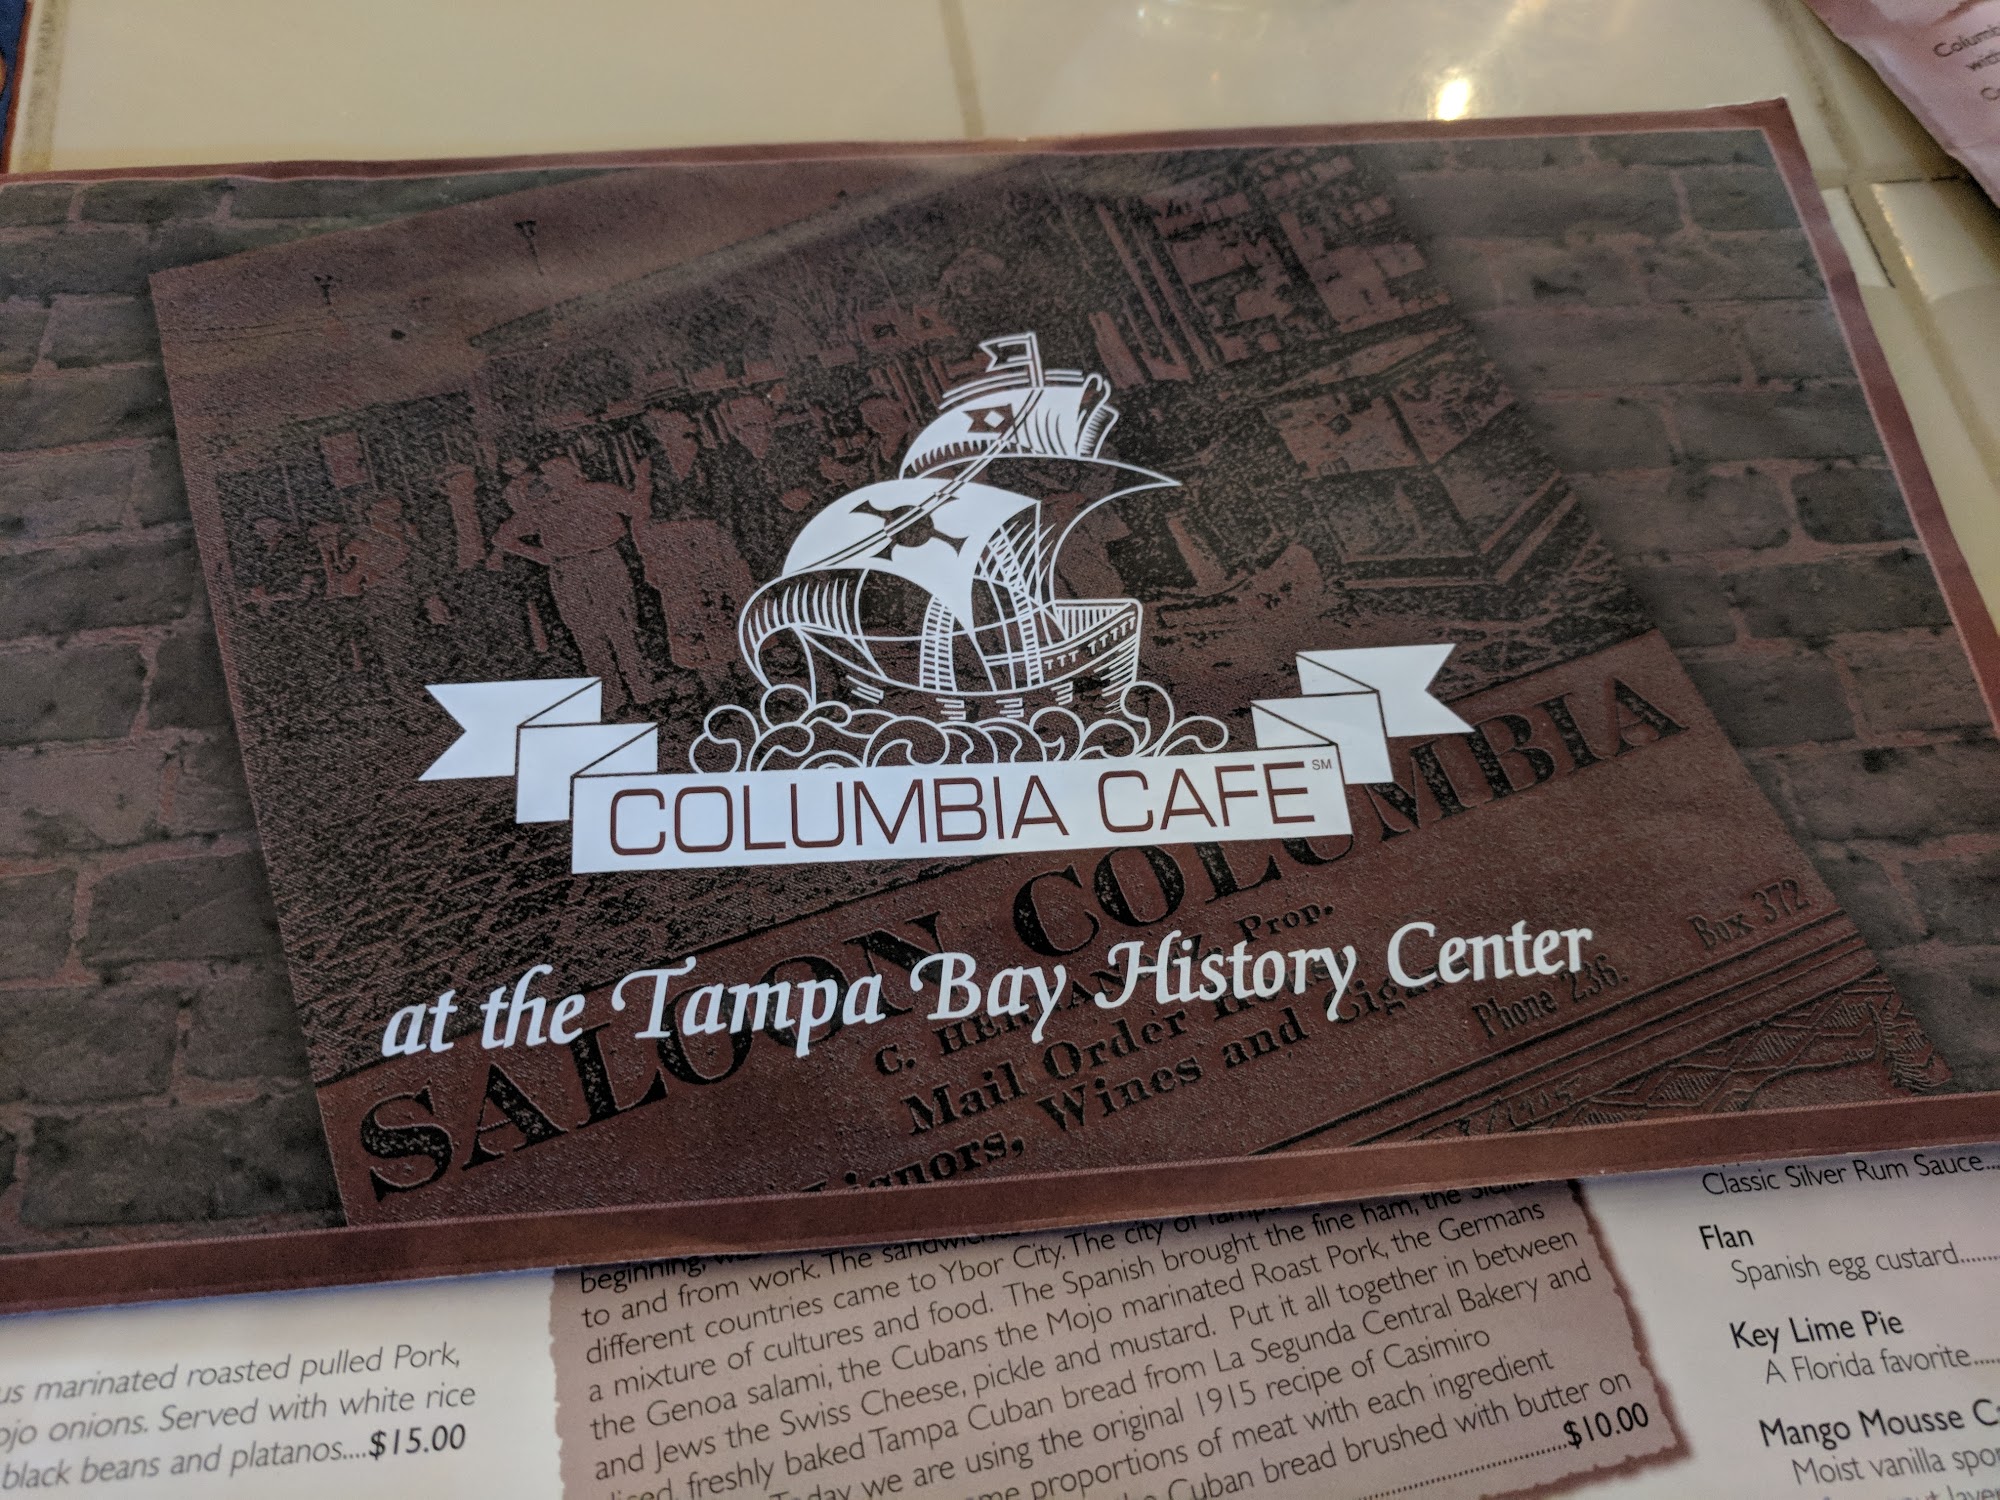 Columb
with
COLUMBIA CAFE SM
at the Tampa Bay History Center
SALOON COLUMBIA
Prop.
Mail Order
Wines and
Box 372
Phone 236.
Classic Silver Rum Sauce...
Flan
Spanish egg custard........
Key Lime Pie
A Florida favorite.....
Mango Mousse
Moist vanilla
us marinated roasted pulled Pork,
ojo onions. Served with white rice
black beans and platanos....$15.00
beginning,
to and from work. The
different countries came to Ybor City. The city of
a mixture of cultures and food. The Spanish brought the fine ham, the
the Genoa salami, the Cubans the Mojo marinated Roast Pork, the Germans
and Jews the Swiss Cheese, pickle and mustard. Put it all together in between
freshly baked Tampa Cuban bread from La Segunda Central Bakery and
we are using the original 1915 recipe of Casimiro
proportions of meat with each ingredient
Cuban bread brushed with butter on
$10.00